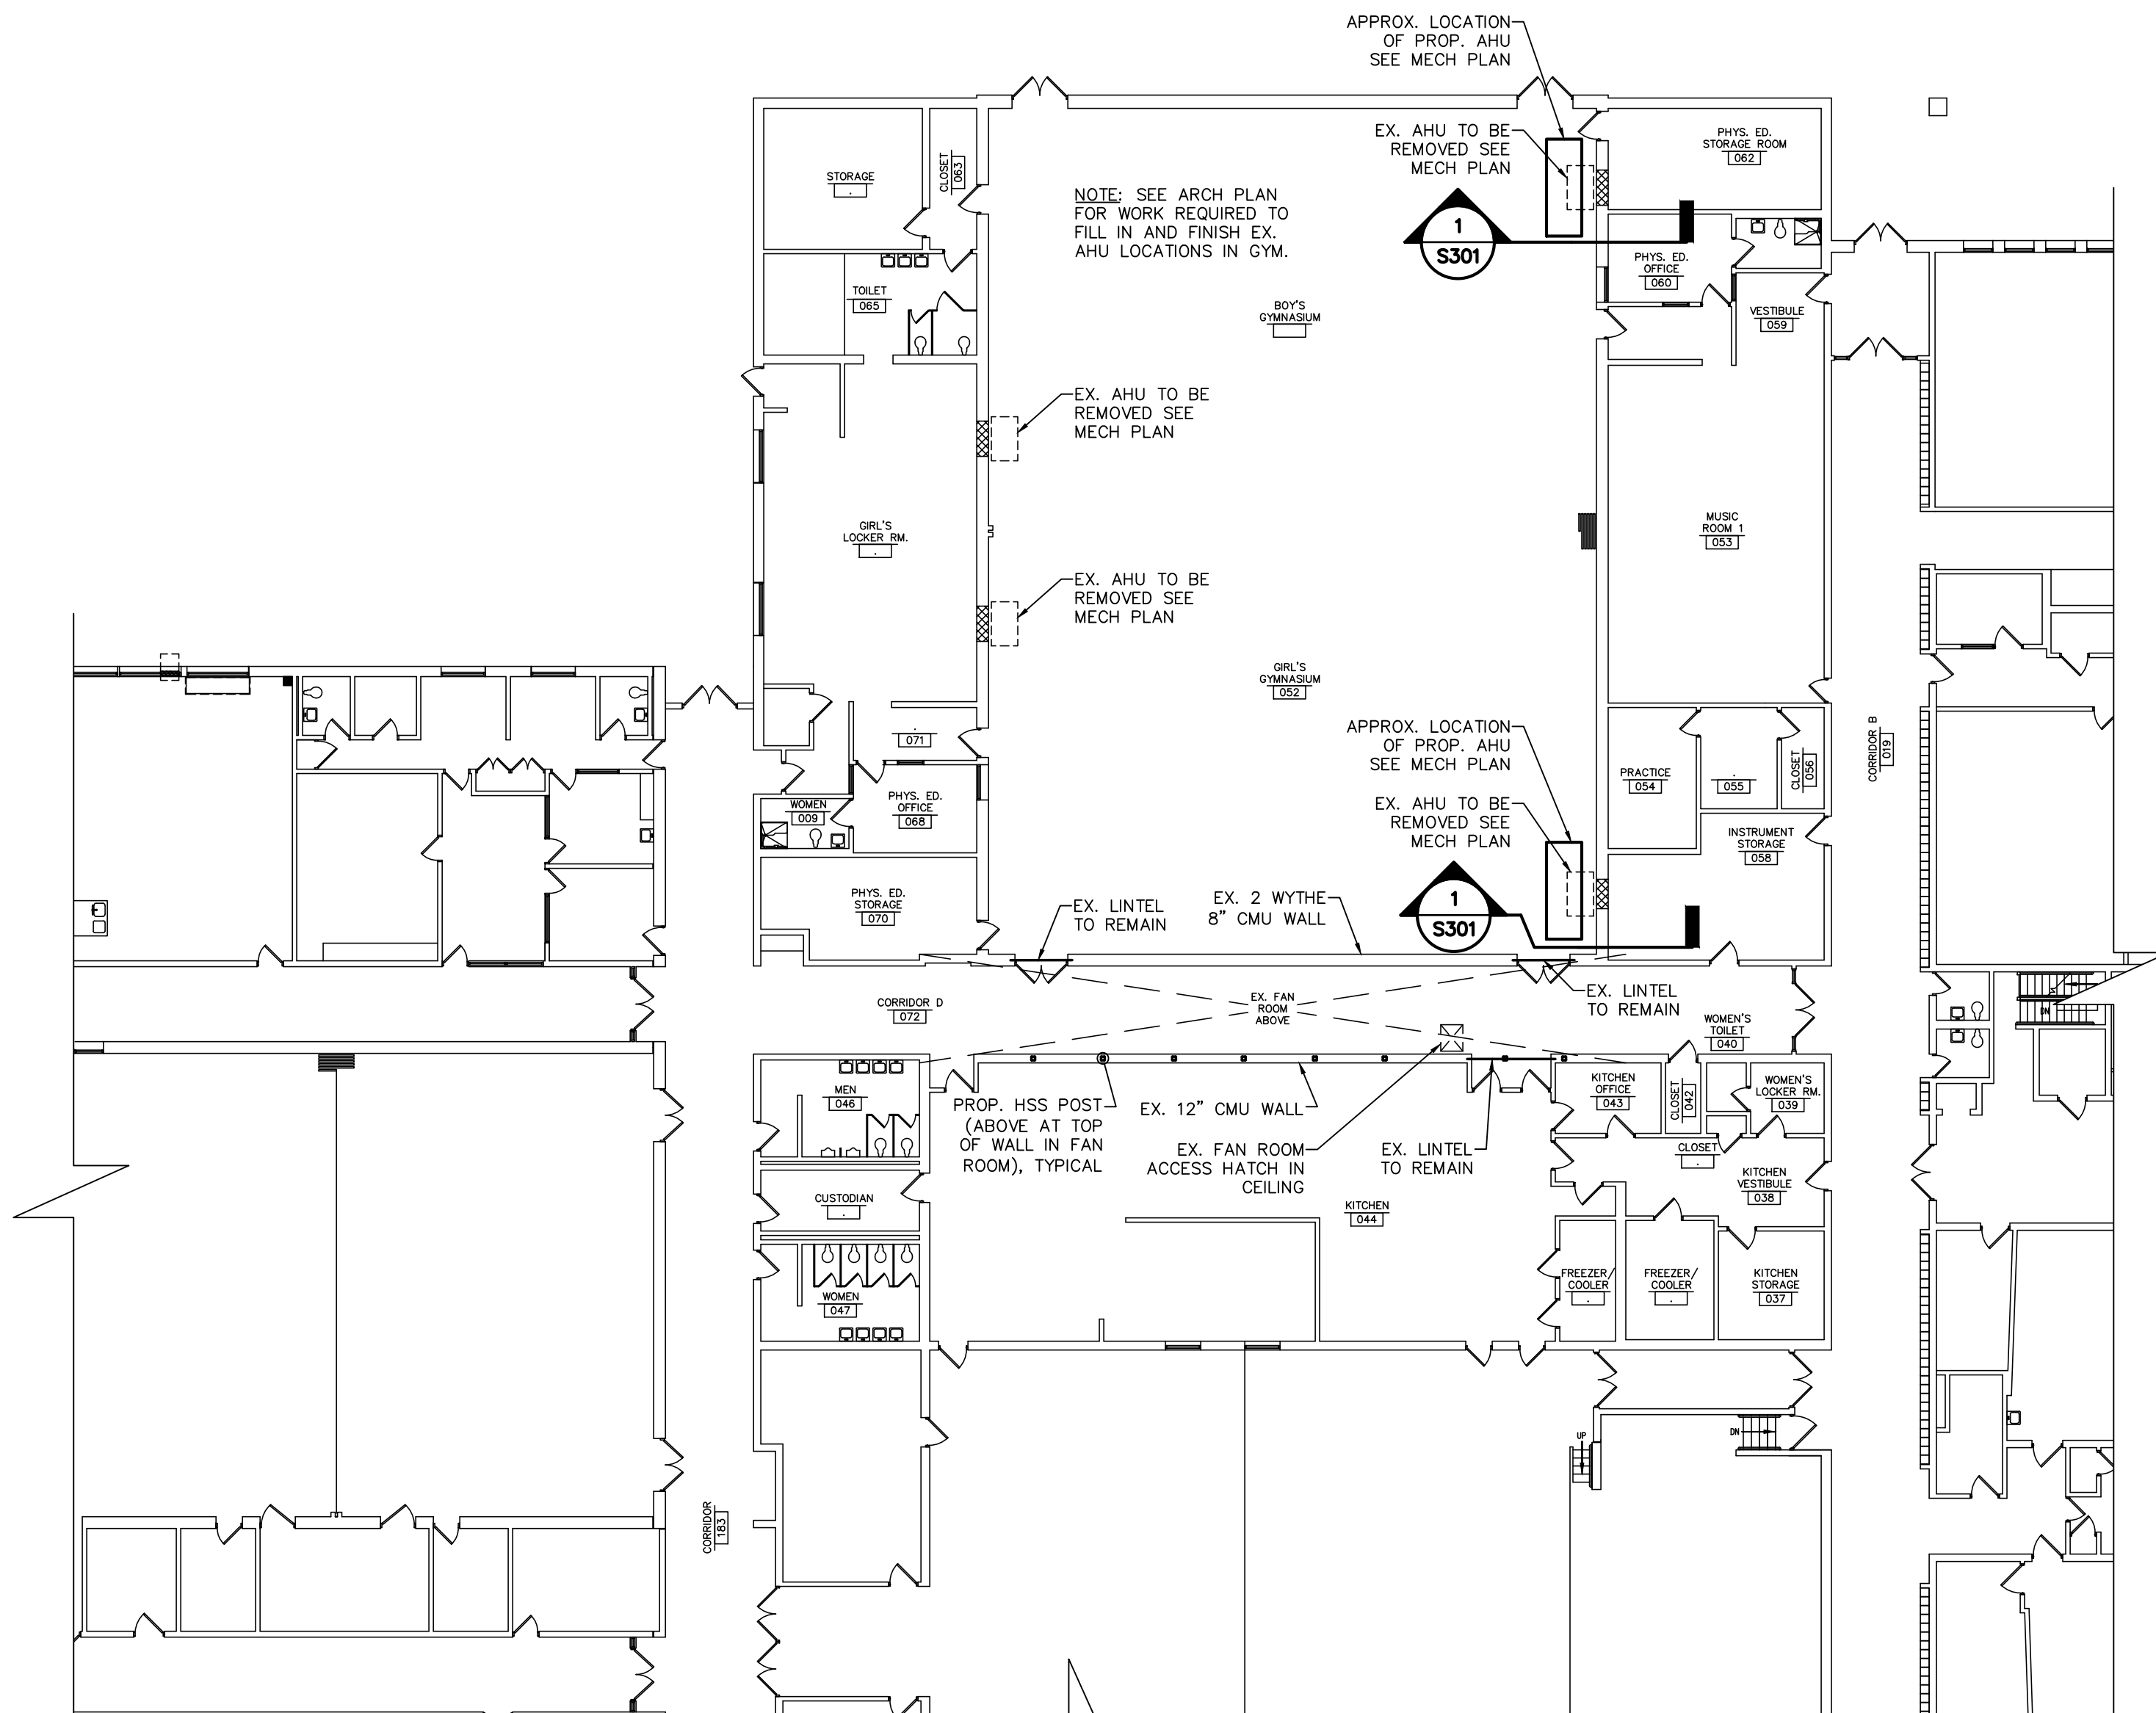 APPROX. LOCATION
OF PROP. AHU
SEE MECH PLAN
EX. AHU TO BE
REMOVED SEE
MECH PLAN
PHYS. ED.
STORAGE ROOM
062
STORAGE
.
CLOSET
063
NOTE: SEE ARCH PLAN
FOR WORK REQUIRED TO
FILL IN AND FINISH EX.
AHU LOCATIONS IN GYM.
1
S301
PHYS. ED.
OFFICE
060
TOILET
065
BOY'S
GYMNASIUM
VESTIBULE
059
EX. AHU TO BE
REMOVED SEE
MECH PLAN
GIRL'S
LOCKER RM.
.
MUSIC
ROOM 1
053
EX. AHU TO BE
REMOVED SEE
MECH PLAN
GIRL'S
GYMNASIUM
052
.
071
APPROX. LOCATION
OF PROP. AHU
SEE MECH PLAN
CORRIDOR B
019
PRACTICE
054
.
055
CLOSET
056
WOMEN
009
PHYS. ED.
OFFICE
068
EX. AHU TO BE
REMOVED SEE
MECH PLAN
INSTRUMENT
STORAGE
058
PHYS. ED.
STORAGE
070
EX. LINTEL
TO REMAIN
EX. 2 WYTHE
8" CMU WALL
1
S301
CORRIDOR D
072
EX. FAN
ROOM
ABOVE
EX. LINTEL
TO REMAIN
WOMEN'S
TOILET
040
DN
MEN
046
PROP. HSS POST
(ABOVE AT TOP
OF WALL IN FAN
ROOM), TYPICAL
EX. 12" CMU WALL
EX. FAN ROOM
ACCESS HATCH IN
CEILING
EX. LINTEL
TO REMAIN
KITCHEN
OFFICE
043
CLOSET
042
WOMEN'S
LOCKER RM.
039
CLOSET
.
KITCHEN
VESTIBULE
038
CUSTODIAN
.
KITCHEN
044
WOMEN
047
FREEZER/
COOLER
.
FREEZER/
COOLER
.
KITCHEN
STORAGE
037
UP
DN
CORRIDOR
183